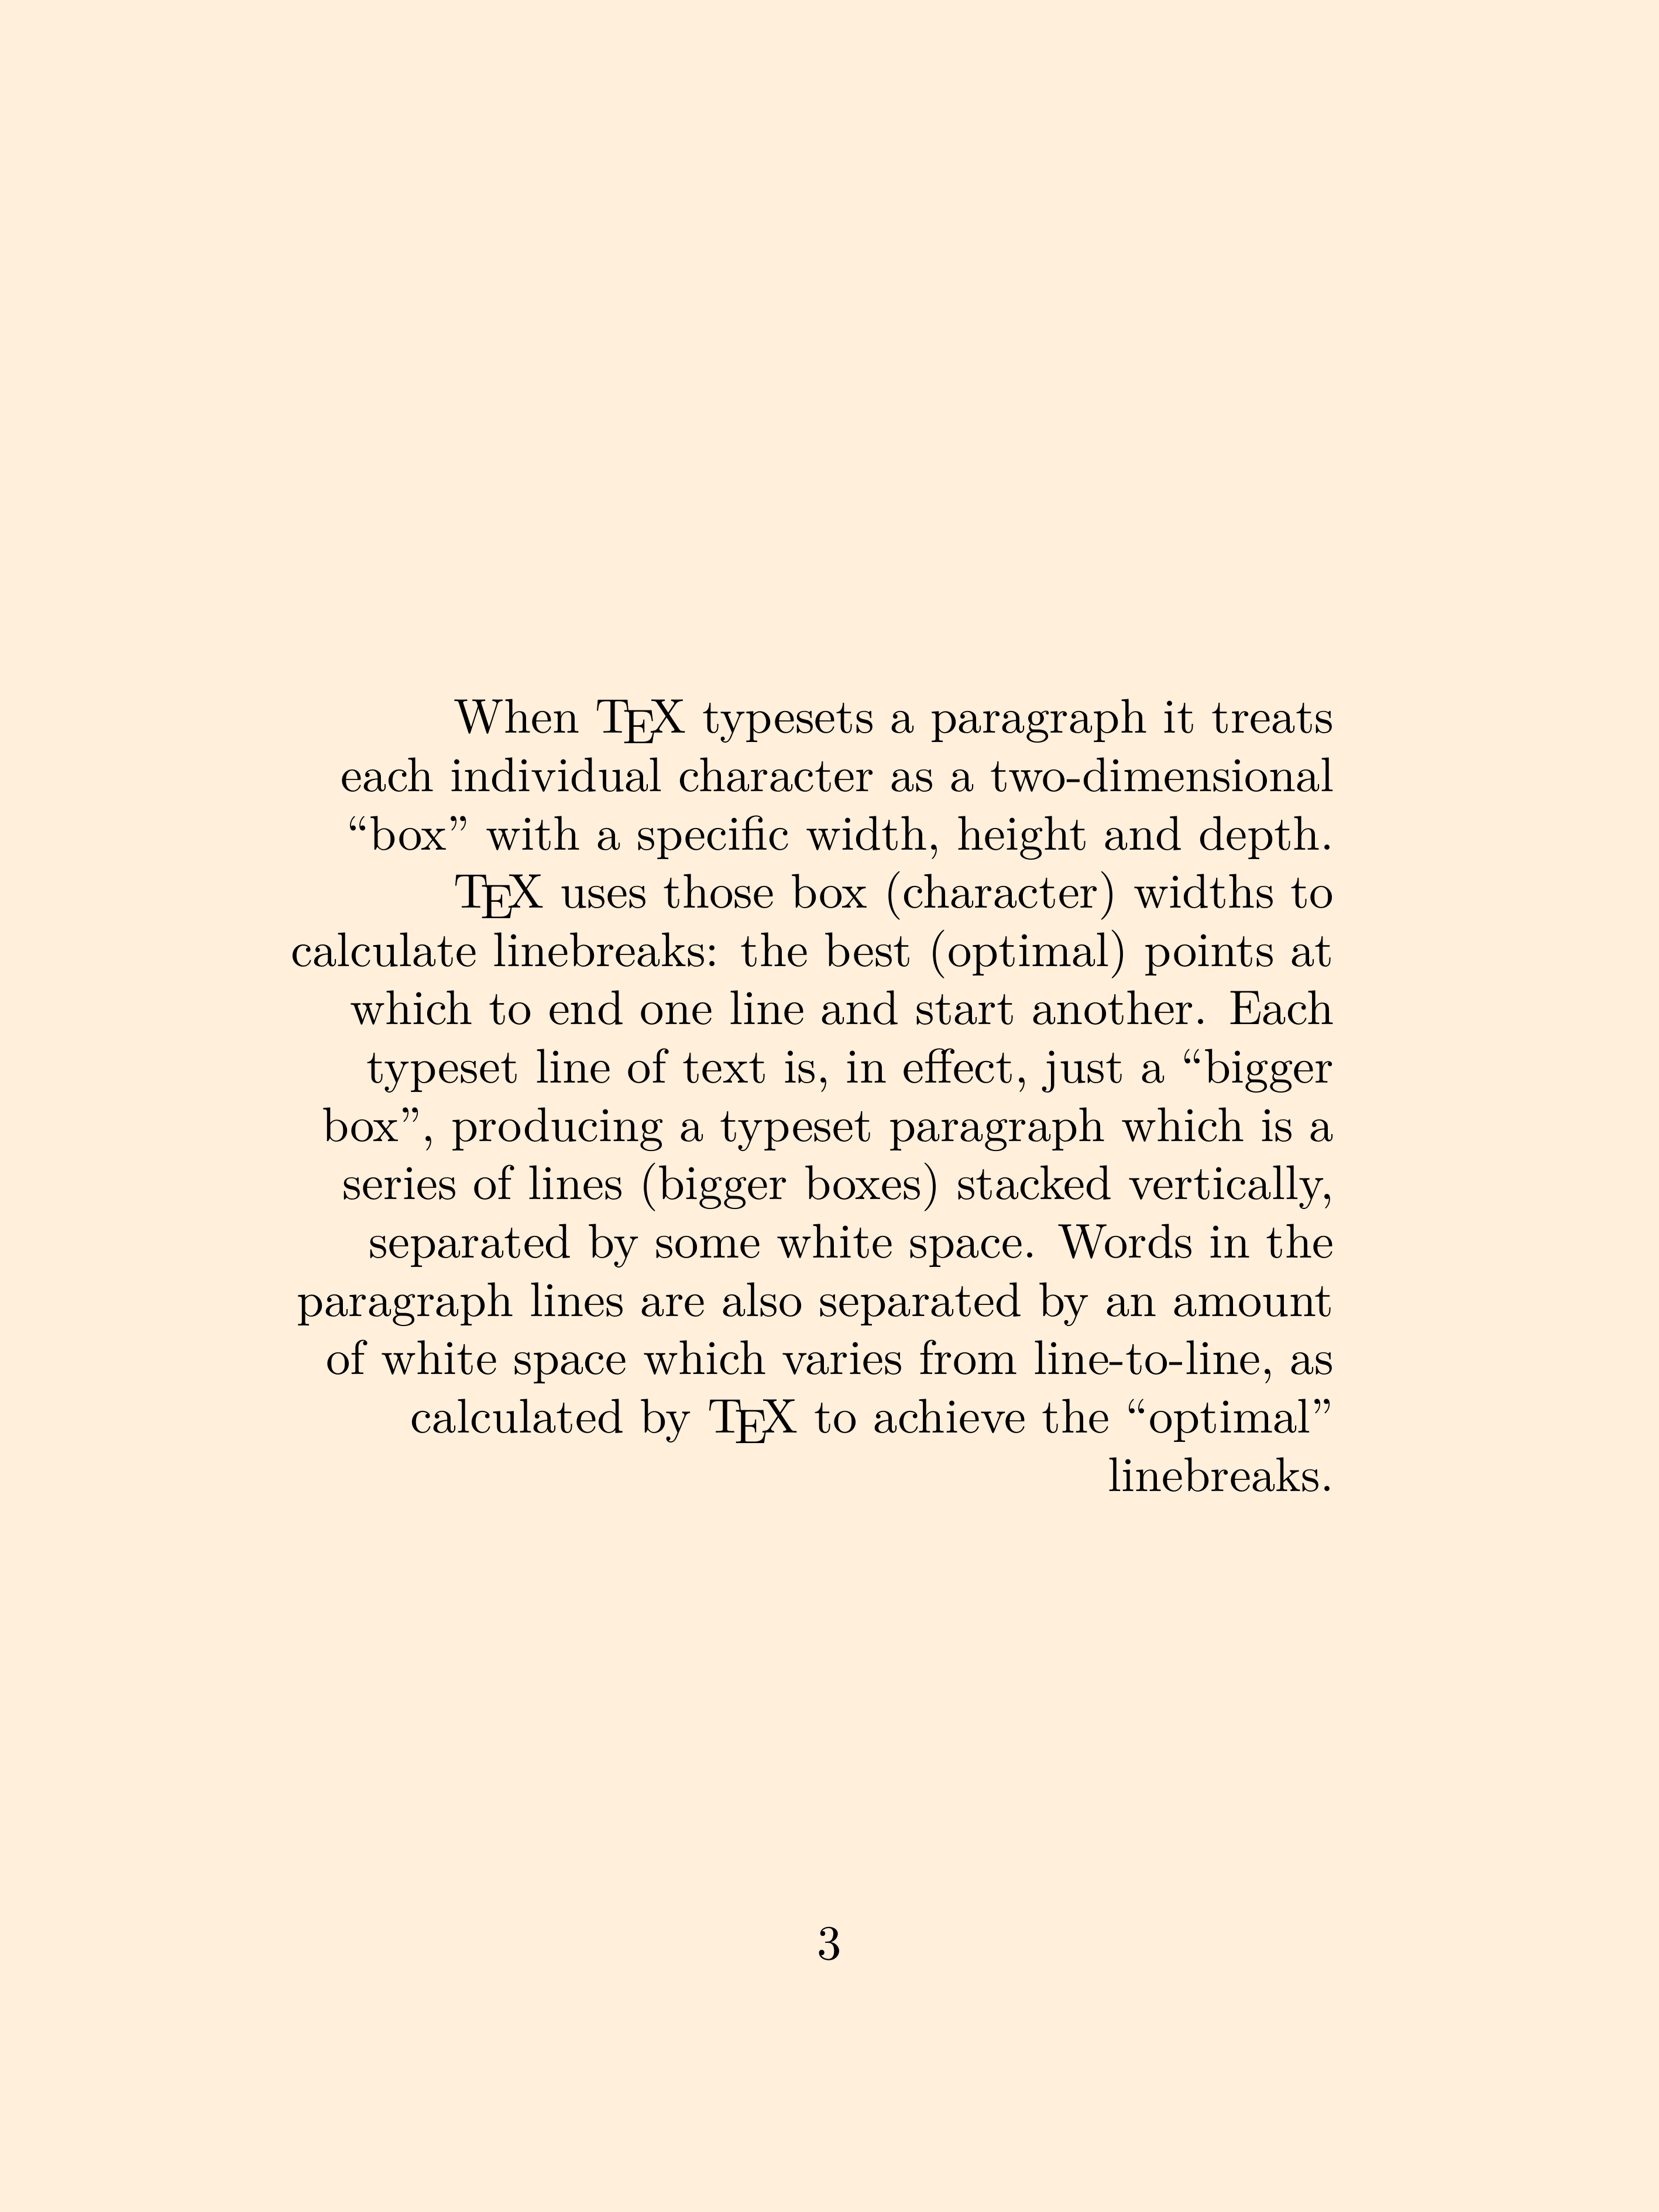 When TEX typesets a paragraph it treats
each individual character as a two-dimensional
“box” with a specific width, height and depth.
TEX uses those box (character) widths to
calculate linebreaks: the best (optimal) points at
which to end one line and start another. Each
typeset line of text is, in effect, just a “bigger
box”, producing a typeset paragraph which is a
series of lines (bigger boxes) stacked vertically,
separated by some white space. Words in the
paragraph lines are also separated by an amount
of white space which varies from line-to-line, as
calculated by TEX to achieve the “optimal”
linebreaks.
3